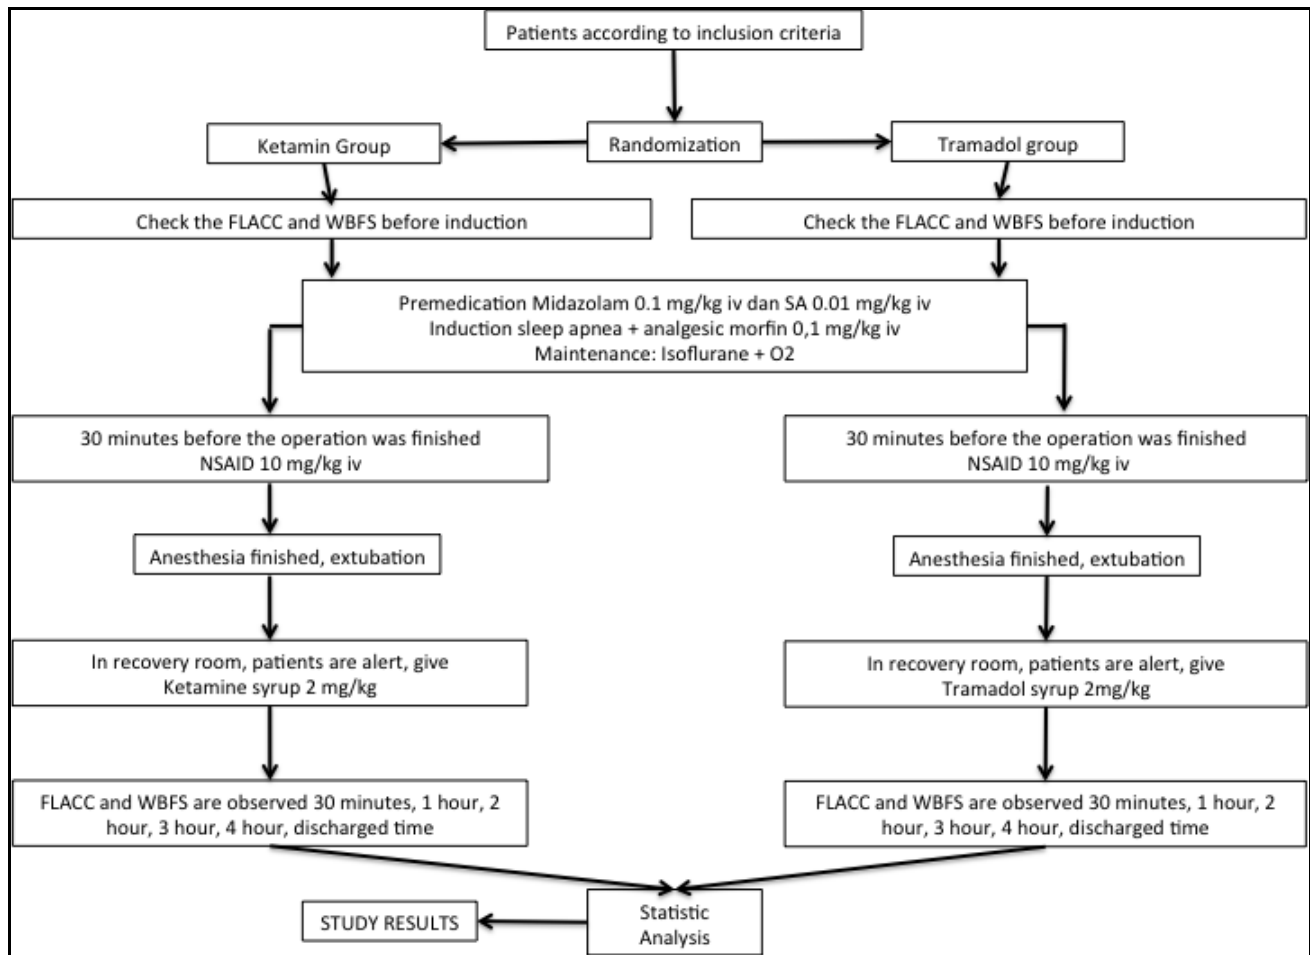 Patients according to inclusion criteria
Ketamin Group
Randomization
Tramadol group
Check the FLACC and WBFS before induction
Check the FLACC and WBFS before induction
Premedication Midazolam 0.1 mg/kg iv dan SA 0.01 mg/kg iv
Induction sleep apnea + analgesic morfin 0,1 mg/kg iv
Maintenance: Isoflurane + O2
30 minutes before the operation was finished
NSAID 10 mg/kg iv
30 minutes before the operation was finished
NSAID 10 mg/kg iv
Anesthesia finished, extubation
Anesthesia finished, extubation
In recovery room, patients are alert, give
Ketamine syrup 2 mg/kg
In recovery room, patients are alert, give
Tramadol syrup 2mg/kg
FLACC and WBFS are observed 30 minutes, 1 hour, 2
hour, 3 hour, 4 hour, discharged time
FLACC and WBFS are observed 30 minutes, 1 hour, 2
hour, 3 hour, 4 hour, discharged time
STUDY RESULTS
Statistic
Analysis